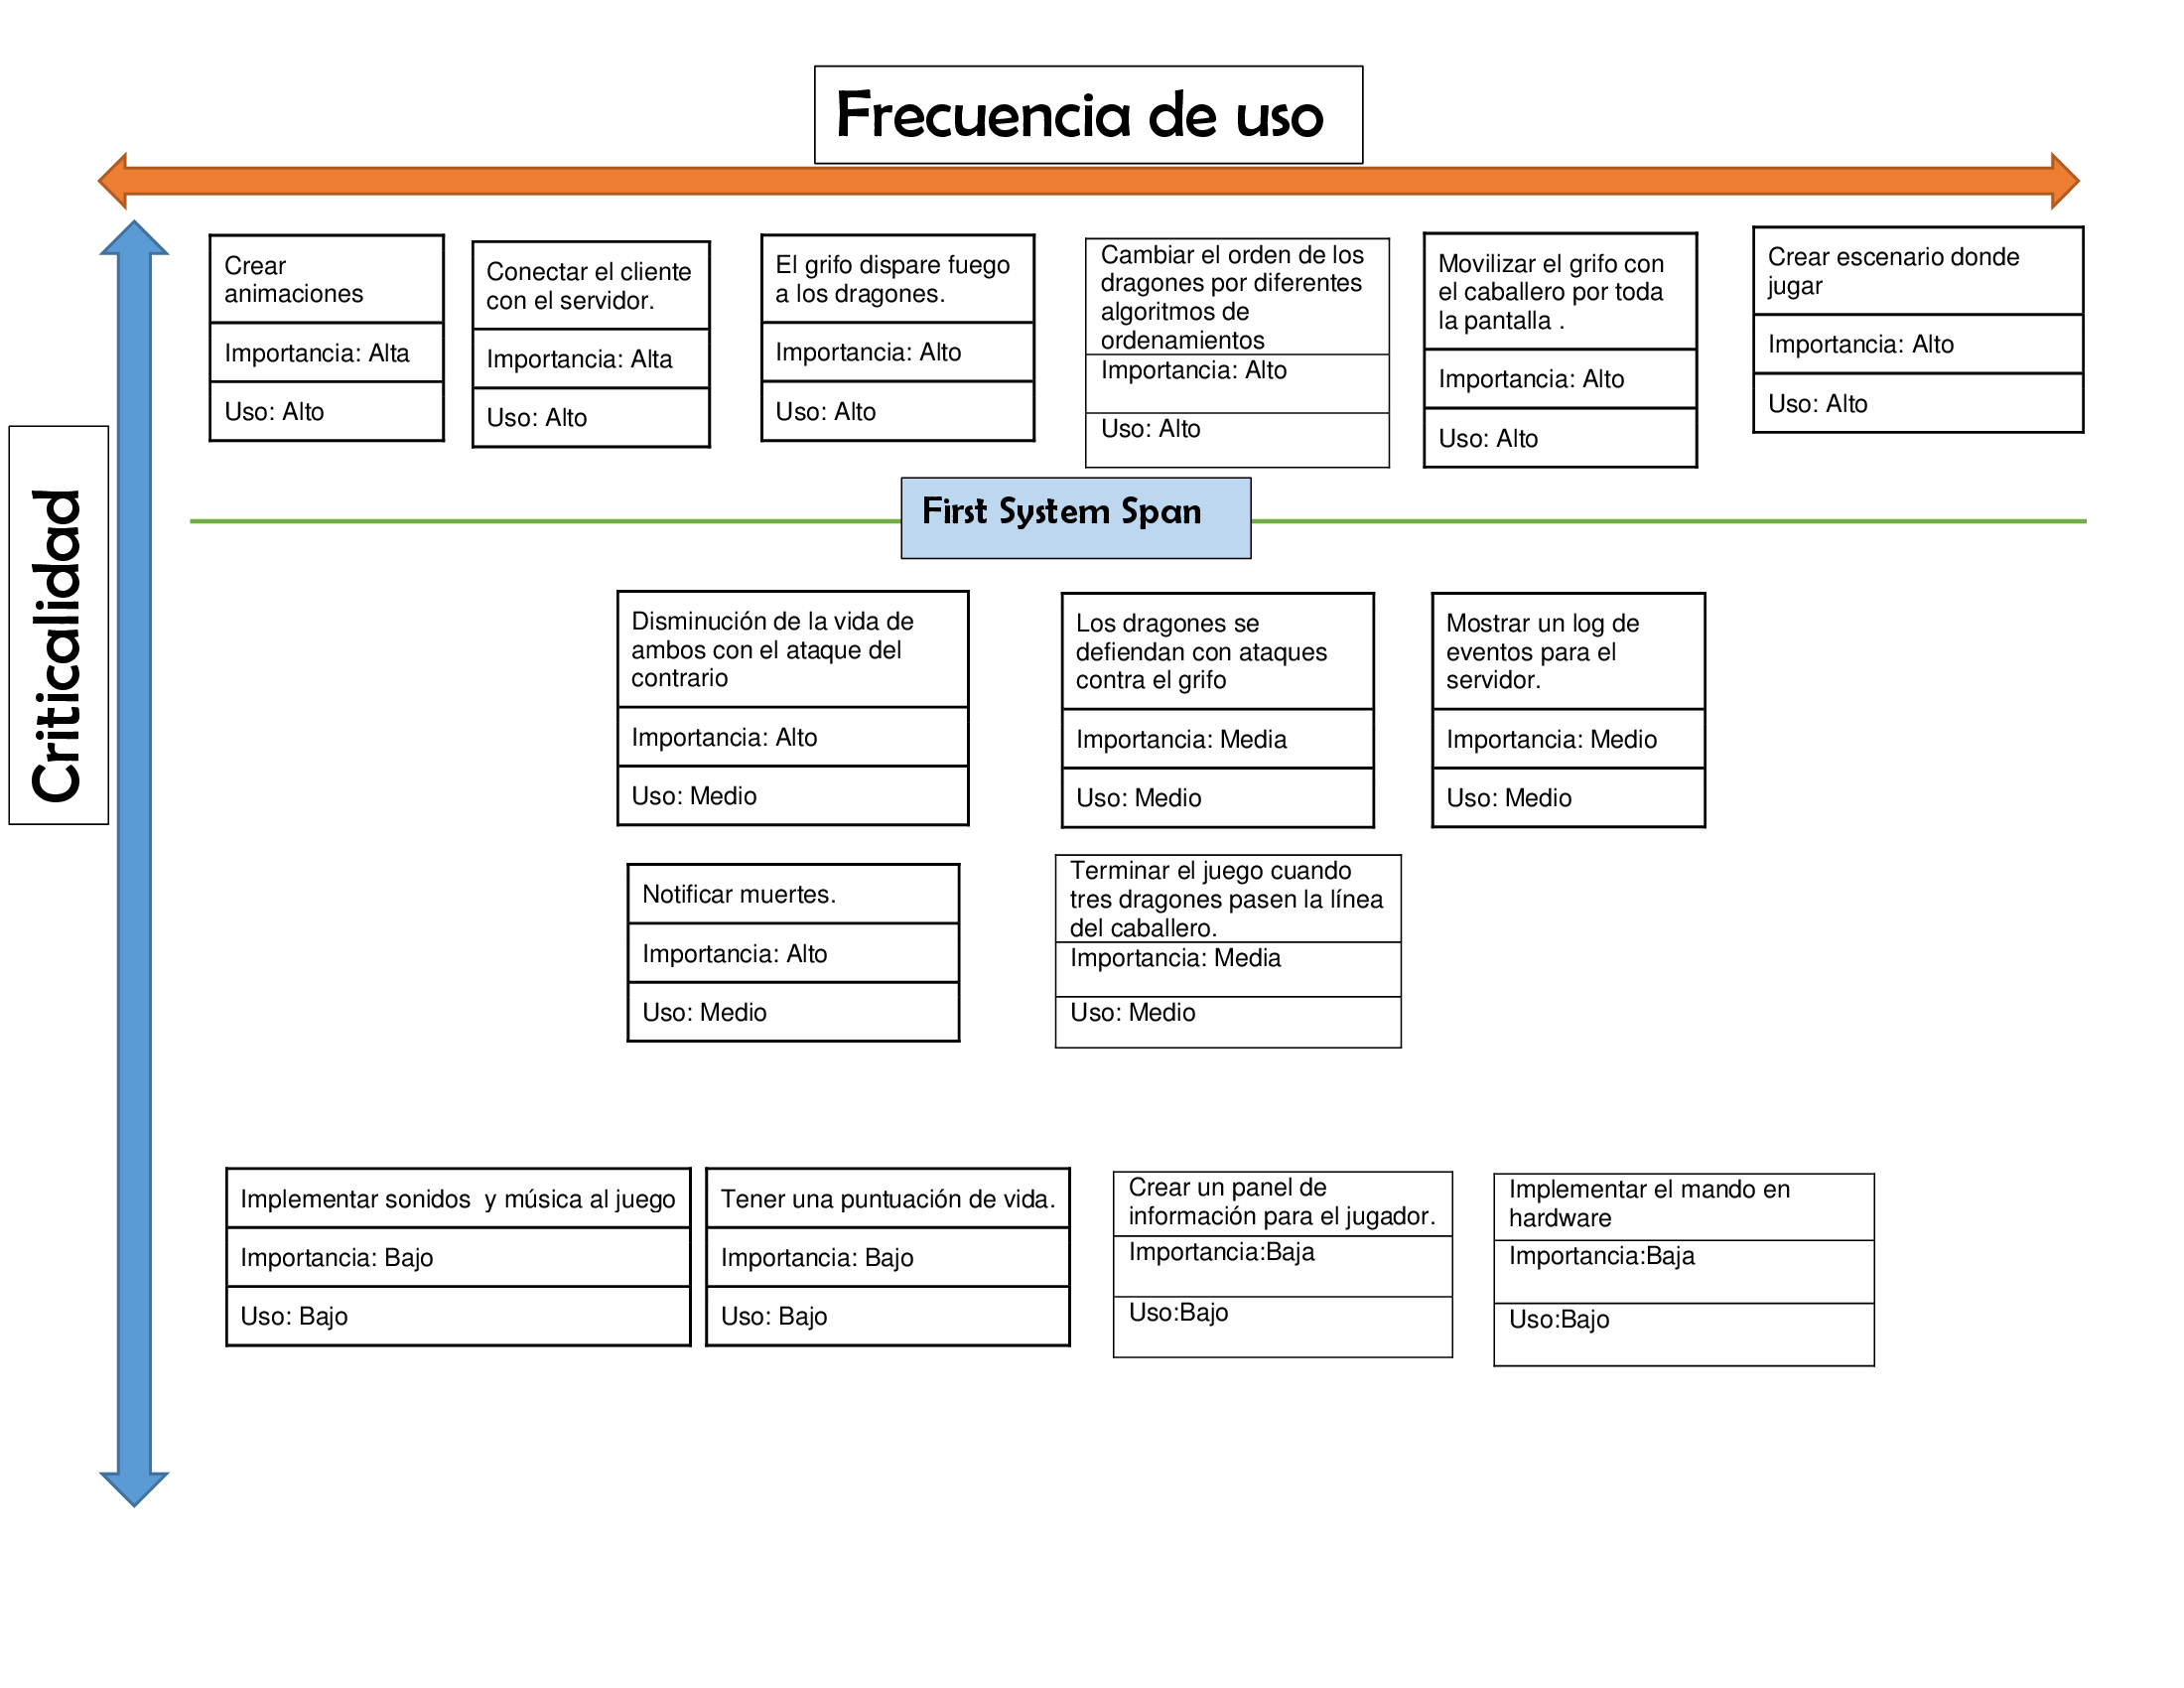 Frecuencia de uso
Criticalidad
Crear
animaciones
Importancia: Alta
Uso: Alto
Conectar el cliente
con el servidor.
Importancia: Alta
Uso: Alto
El grifo dispare fuego
a los dragones.
Importancia: Alto
Uso: Alto
Cambiar el orden de los
dragones por diferentes
algoritmos de
ordenamientos
Importancia: Alto
Uso: Alto
Movilizar el grifo con
el caballero por toda
la pantalla .
Importancia: Alto
Uso: Alto
Crear escenario donde
jugar
Importancia: Alto
Uso: Alto
First System Span
Disminución de la vida de
ambos con el ataque del
contrario
Importancia: Alto
Uso: Medio
Los dragones se
defiendan con ataques
contra el grifo
Importancia: Media
Uso: Medio
Mostrar un log de
eventos para el
servidor.
Importancia: Medio
Uso: Medio
Notificar muertes.
Importancia: Alto
Uso: Medio
Terminar el juego cuando
tres dragones pasen la línea
del caballero.
Importancia: Media
Uso: Medio
Implementar sonidos  y música al juego
Importancia: Bajo
Uso: Bajo
Tener una puntuación de vida.
Importancia: Bajo
Uso: Bajo
Crear un panel de
información para el jugador.
Importancia:Baja
Uso:Bajo
Implementar el mando en
hardware
Importancia:Baja
Uso:Bajo